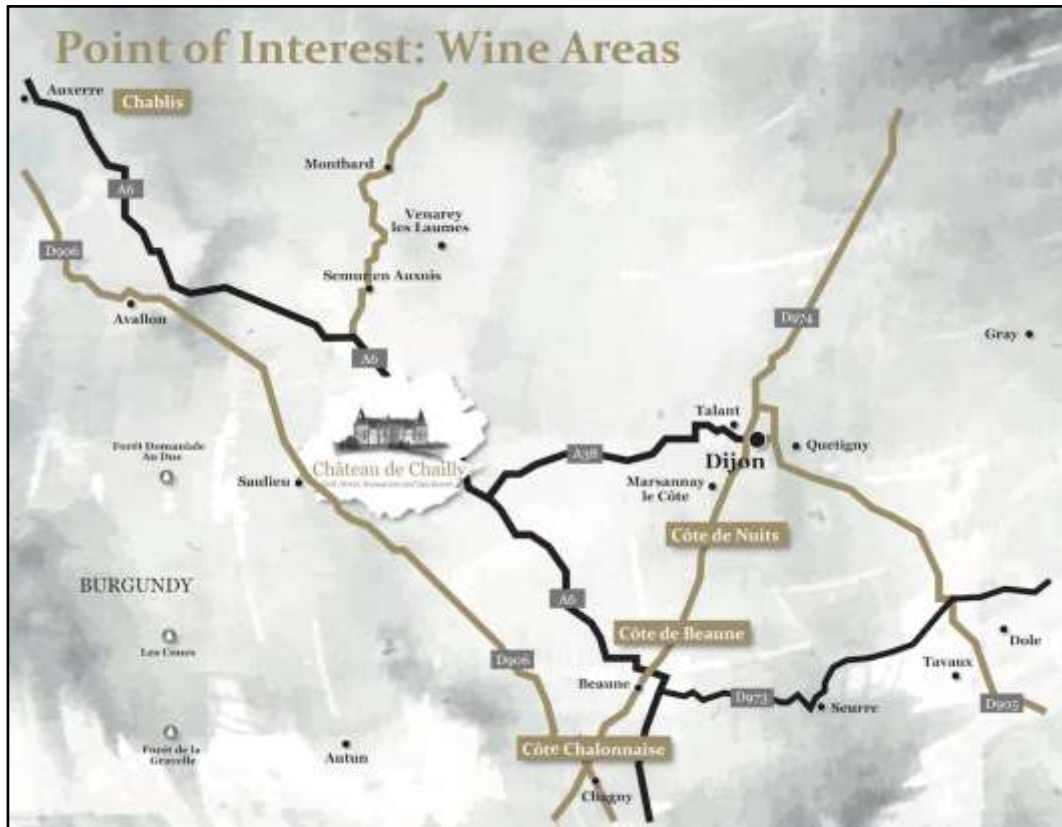 Point of Interest: Wine Areas
Auxerre
Chablis
Montbard
A6
Venarey
les Laumes
D906
Semur en Auxois
Avallon
D974
Gray
A6
Talant
Château de Chailly
A38
Dijon
Quetigny
Forêt Domaniale
Au Duc
Saulieu
Marsannay
le Côte
Côte de Nuits
BURGUNDY
A6
Côte de Beaune
Dole
Les Coues
D906
Tavaux
Beaune
D973
Seurre
D905
Forêt de la
Gravelle
Autun
Côte Chalonnaise
Chagny